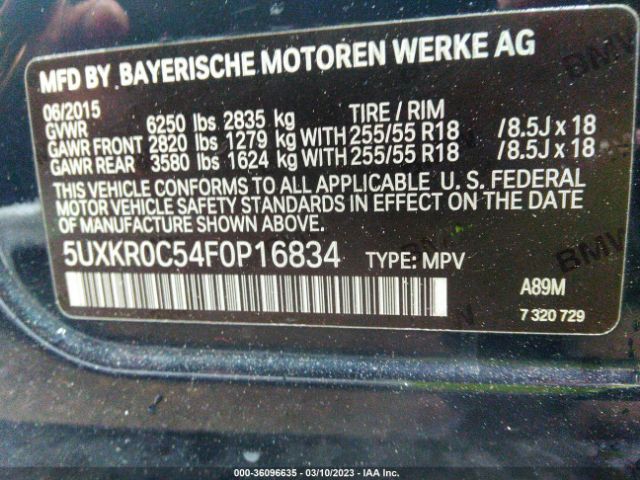 MFD BY BAYERISCHE MOTOREN WERKE AG
06/2015
GVWR 6250 lbs 2835 kg TIRE / RIM
GAWR FRONT 2820 lbs 1279 kg WITH 255/55 R18 / 8.5J x 18
GAWR REAR 3580 lbs 1624 kg WITH 255/55 R18 / 8.5J x 18
THIS VEHICLE CONFORMS TO ALL APPLICABLE U. S. FEDERAL
MOTOR VEHICLE SAFETY STANDARDS IN EFFECT ON THE DATE
OF MANUFACTURE SHOWN ABOVE.
5UXKR0C54F0P16834 TYPE: MPV
A89M
7 320 729
BMW
BMW
000-36096635 - 03/10/2023 - IAA Inc.